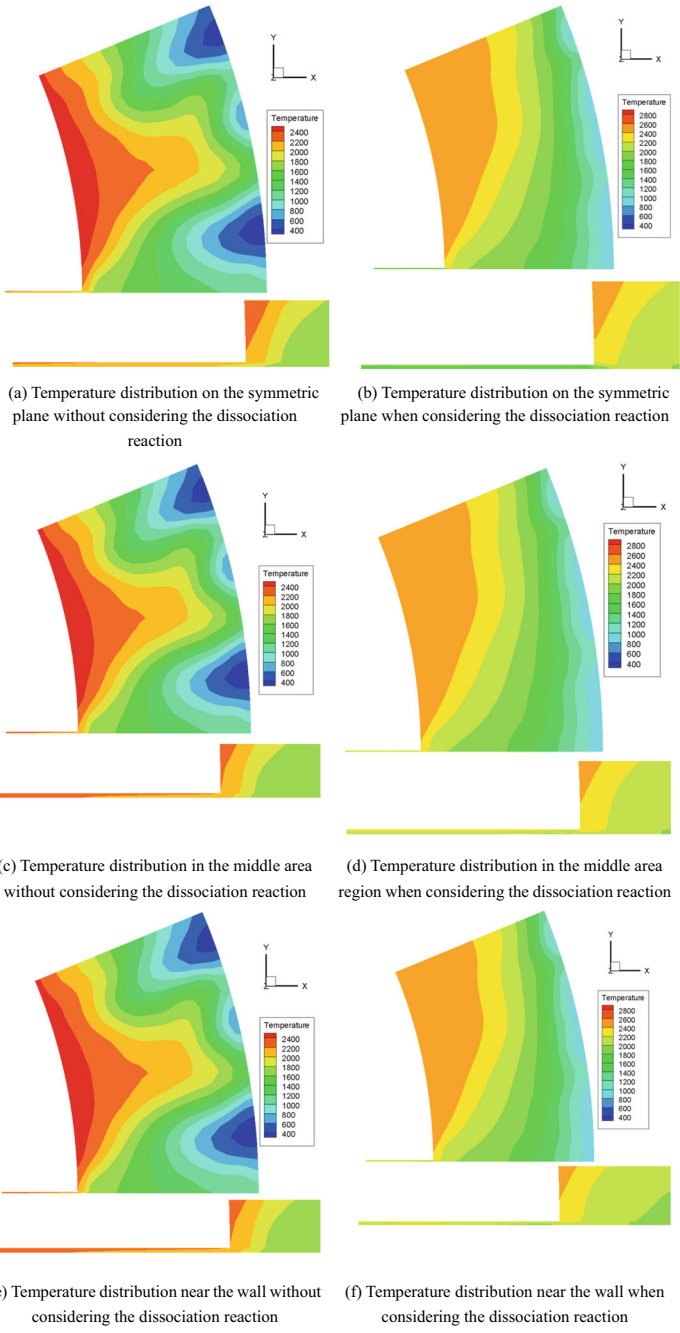 Y
X
Z
Temperature
2400
2200
2000
1800
1600
1400
1200
1000
800
600
400
Y
X
Z
Temperature
2800
2600
2400
2200
2000
1800
1600
1400
1200
1000
800
600
400
(a) Temperature distribution on the symmetric
plane without considering the dissociation
reaction
(b) Temperature distribution on the symmetric
plane when considering the dissociation reaction
Y
X
Z
Temperature
2400
2200
2000
1800
1600
1400
1200
1000
800
600
400
Y
X
Z
Temperature
2800
2600
2400
2200
2000
1800
1600
1400
1200
1000
800
600
400
(c) Temperature distribution in the middle area
without considering the dissociation reaction
(d) Temperature distribution in the middle area
region when considering the dissociation reaction
Y
X
Z
Temperature
2400
2200
2000
1800
1600
1400
1200
1000
800
600
400
Y
X
Z
Temperature
2800
2600
2400
2200
2000
1800
1600
1400
1200
1000
800
600
400
e) Temperature distribution near the wall without
considering the dissociation reaction
(f) Temperature distribution near the wall when
considering the dissociation reaction